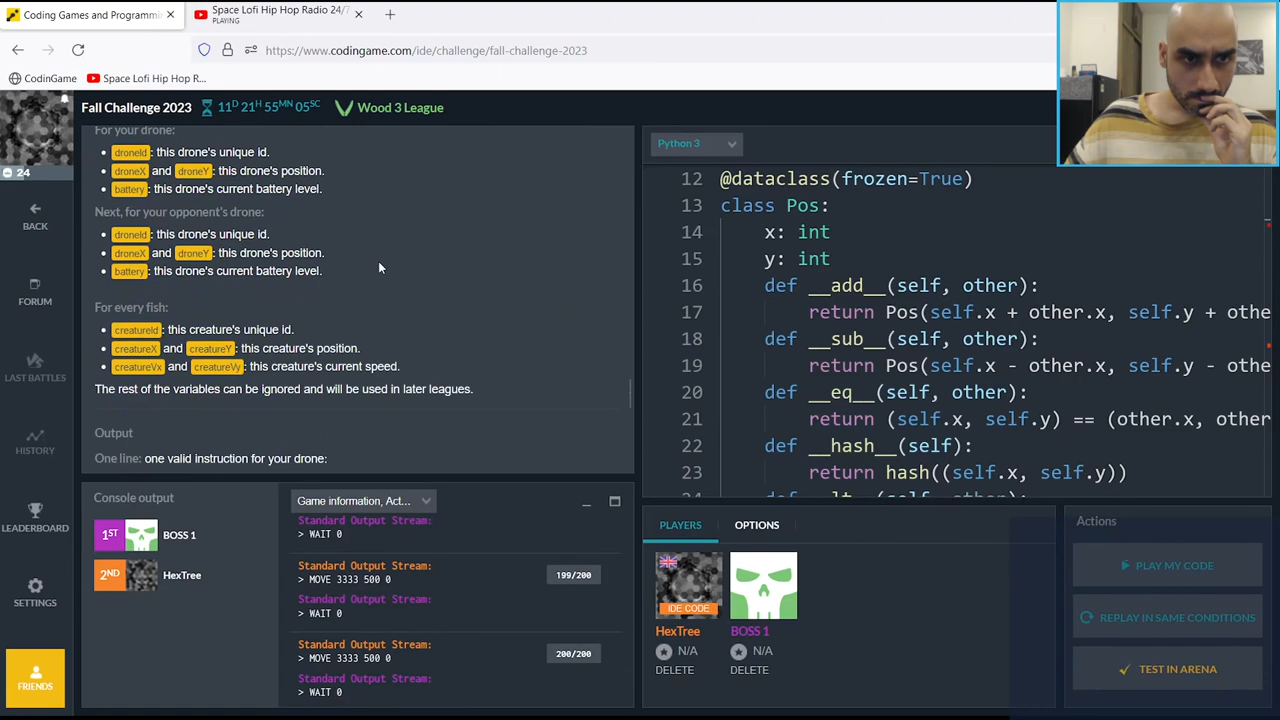 Coding Games and Programmi
Space Lofi Hip Hop Radio 24/7
PLAYING
https://www.codingame.com/ide/challenge/fall-challenge-2023
CodinGame
Space Lofi Hip Hop R...
Fall Challenge 2023
11D 21H 55MN 05SC
Wood 3 League
24
BACK
FORUM
LAST BATTLES
HISTORY
LEADERBOARD
SETTINGS
FRIENDS
For your drone:
• droneId: this drone's unique id.
• droneX and droneY: this drone's position.
• battery: this drone's current battery level.
Next, for your opponent's drone:
• droneId: this drone's unique id.
• droneX and droneY: this drone's position.
• battery: this drone's current battery level.
For every fish:
• creatureId: this creature's unique id.
• creatureX and creatureY: this creature's position.
• creatureVx and creatureVy: this creature's current speed.
The rest of the variables can be ignored and will be used in later leagues.
Output
One line: one valid instruction for your drone:
Python 3
12 @dataclass(frozen=True)
13 class Pos:
14 x: int
15 y: int
16 def __add__(self, other):
17 return Pos(self.x + other.x, self.y + othe
18 def __sub__(self, other):
19 return Pos(self.x - other.x, self.y - othe
20 def __eq__(self, other):
21 return (self.x, self.y) == (other.x, other
22 def __hash__(self):
23 return hash((self.x, self.y))
Console output
1ST BOSS 1
2ND HexTree
Game information, Act...
Standard Output Stream:
> WAIT 0
Standard Output Stream:
> MOVE 3333 500 0
199/200
Standard Output Stream:
> WAIT 0
Standard Output Stream:
> MOVE 3333 500 0
200/200
Standard Output Stream:
> WAIT 0
PLAYERS
OPTIONS
IDE CODE
HexTree
N/A
DELETE
BOSS 1
N/A
DELETE
Actions
PLAY MY CODE
REPLAY IN SAME CONDITIONS
TEST IN ARENA